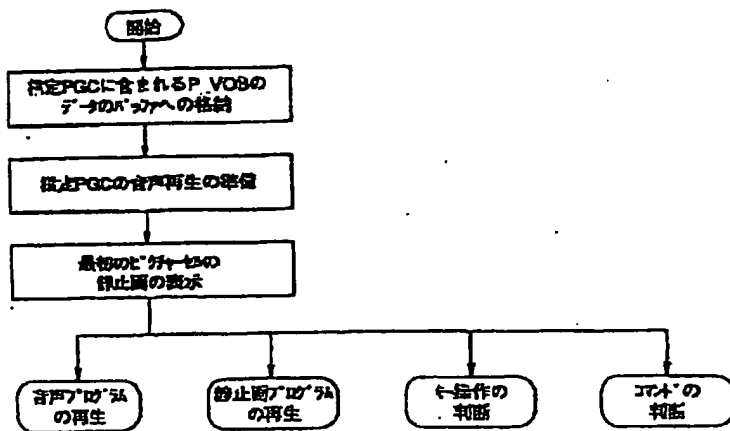 開始
指定PGCに含まれるP_VOBの
データのバッファへの格納
指定PGCの音声再生の準備
最初のピクチャーセルの
静止画の表示
音声プログラム
の再生
静止画プログラム
の再生
キー操作の
判断
コマンドの
判断